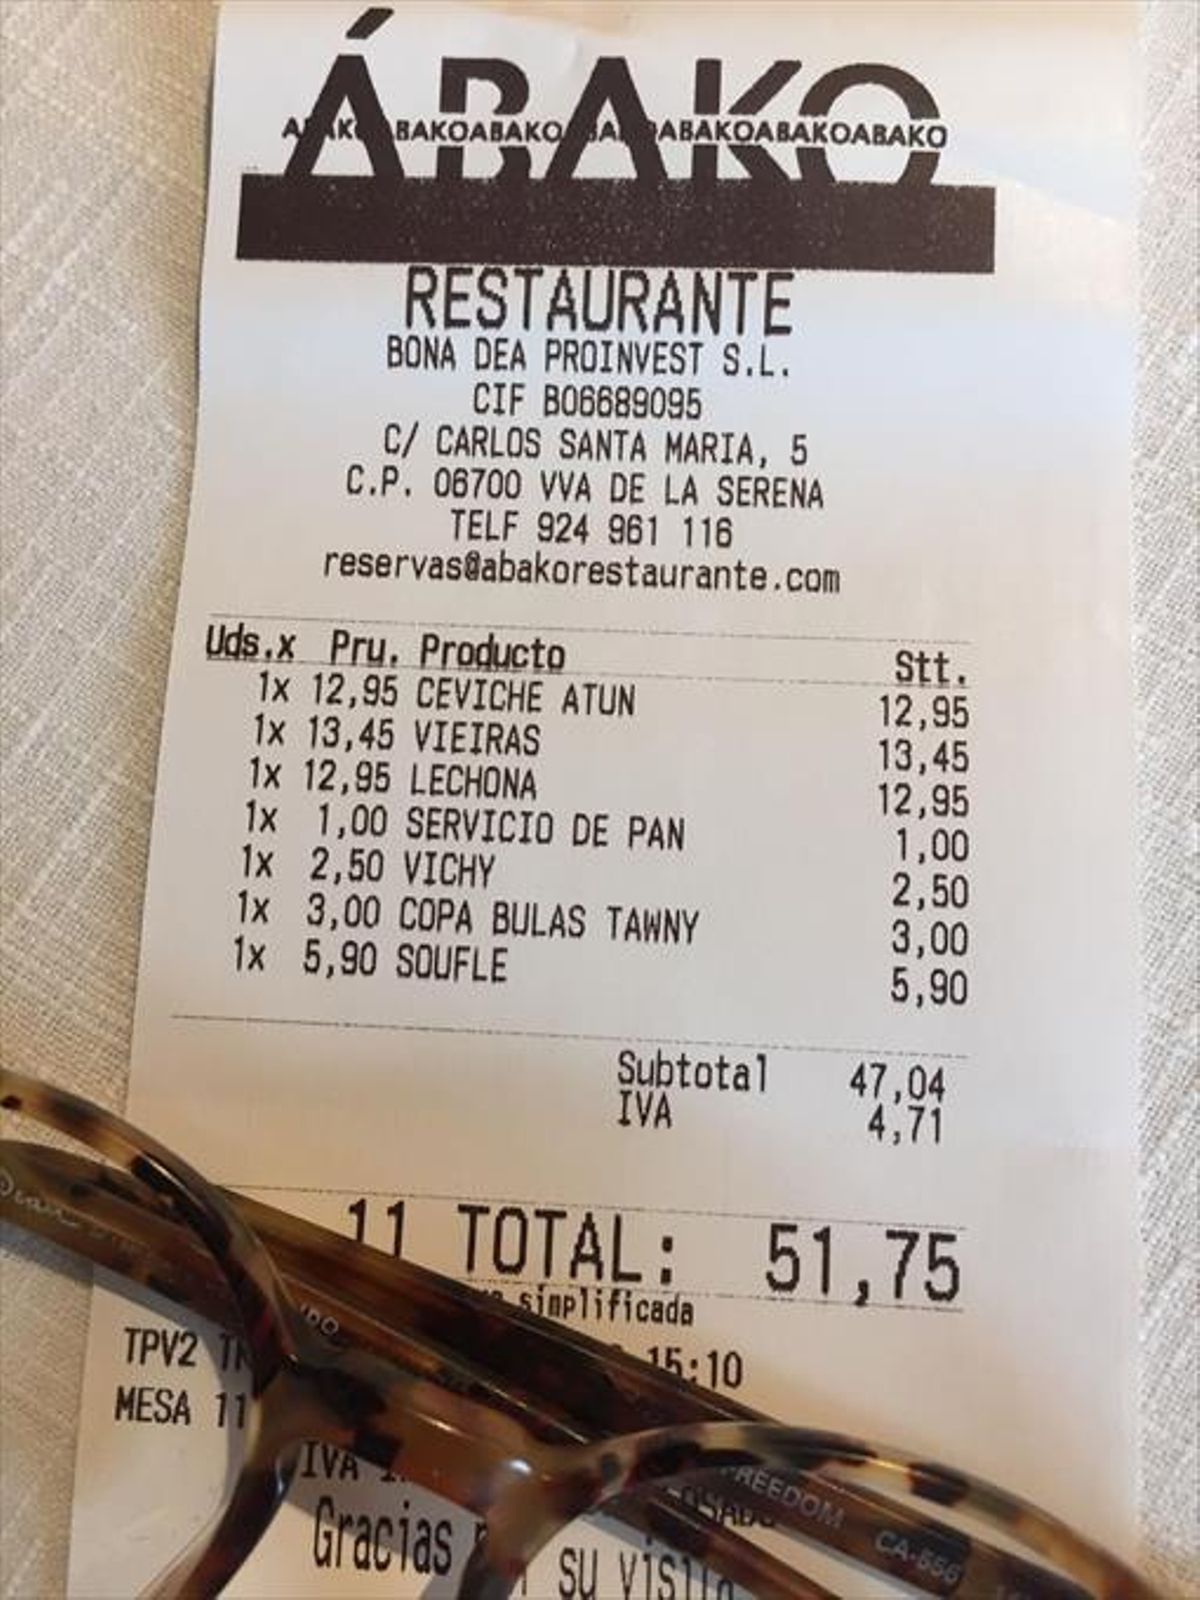 ÁBAKO
RESTAURANTE
BONA DEA PROINVEST S.L.
CIF B06689095
C/ CARLOS SANTA MARIA, 5
C.P. 06700 VVA DE LA SERENA
TELF 924 961 116
reservas@abakorestaurante.com
Uds.x Pru. Producto Stt.
1x 12,95 CEVICHE ATUN 12,95
1x 13,45 VIEIRAS 13,45
1x 12,95 LECHONA 12,95
1x 1,00 SERVICIO DE PAN 1,00
1x 2,50 VICHY 2,50
1x 3,00 COPA BULAS TAWNY 3,00
1x 5,90 SOUFLE 5,90
Subtotal 47,04
IVA 4,71
11 TOTAL: 51,75
simplificada
TPV2 15:10
MESA 11
IVA
FREEDOM
Gracias su visita